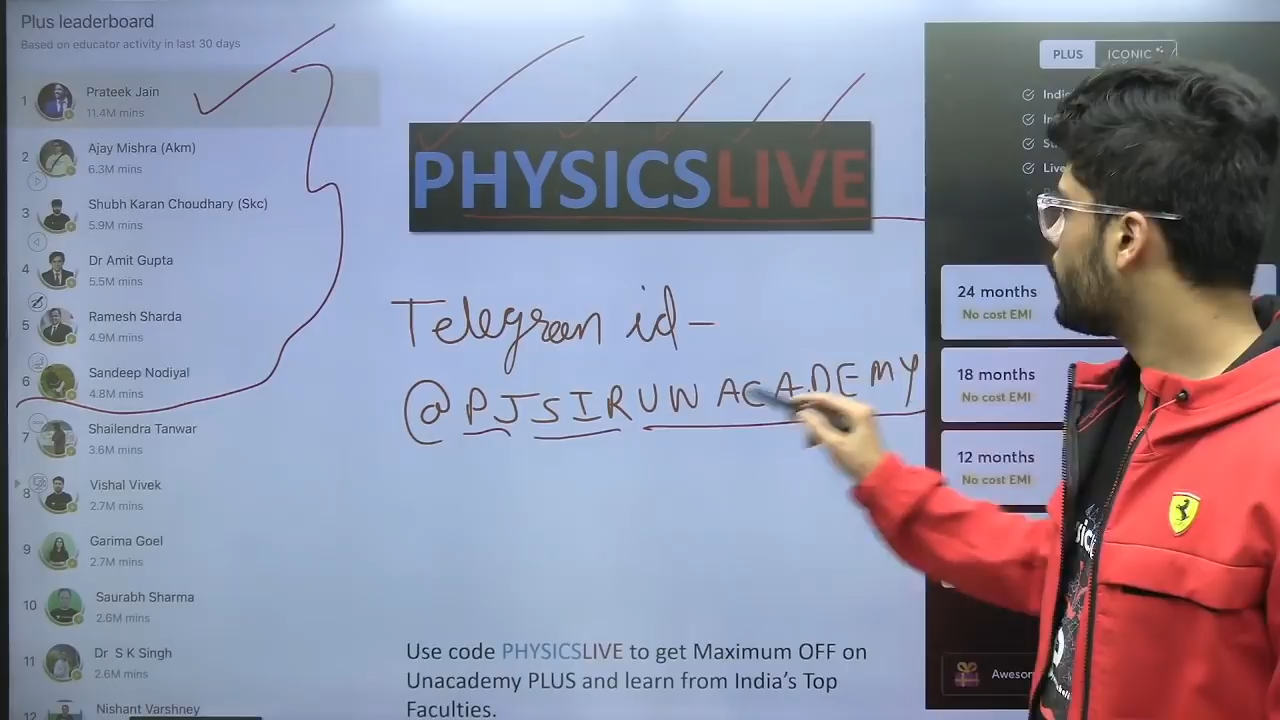 Plus leaderboard
Based on educator activity in last 30 days
1 Prateek Jain
11.4M mins
2 Ajay Mishra (Akm)
6.3M mins
3 Shubh Karan Choudhary (Skc)
5.9M mins
4 Dr Amit Gupta
5.5M mins
5 Ramesh Sharda
4.9M mins
6 Sandeep Nodiyal
4.8M mins
7 Shailendra Tanwar
3.6M mins
8 Vishal Vivek
2.7M mins
9 Garima Goel
2.7M mins
10 Saurabh Sharma
2.6M mins
11 Dr S K Singh
2.6M mins
12 Nishant Varshney
PHYSICSLIVE
Telegram id-
@PJSIRUNACADEMY
Use code PHYSICSLIVE to get Maximum OFF on
Unacademy PLUS and learn from India's Top
Faculties.
PLUS ICONIC
24 months
No cost EMI
18 months
No cost EMI
12 months
No cost EMI